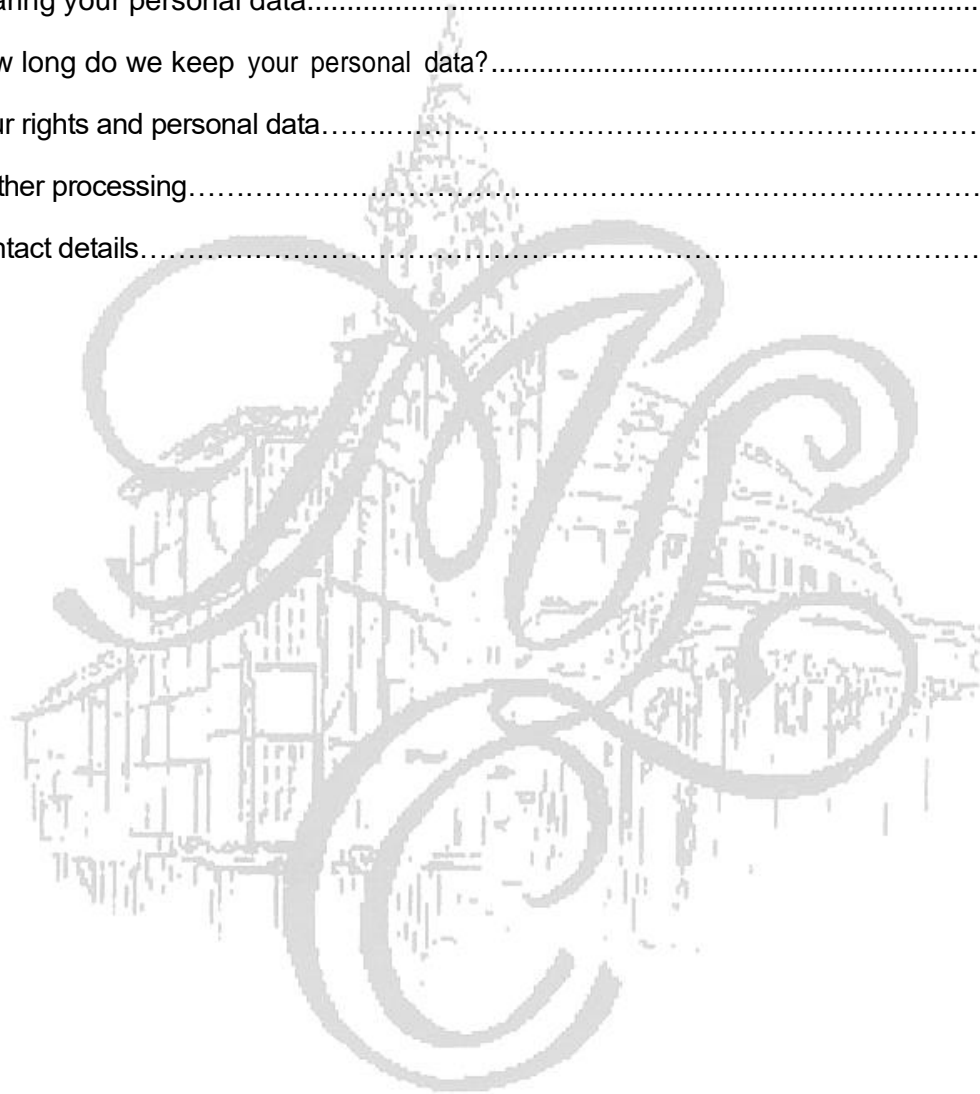 aring your personal data....................................................................
w long do we keep your personal data?....................................................
ur rights and personal data……………………………………………………………
ther processing…………………………………………………………………………
ntact details………………………………………………………………………………